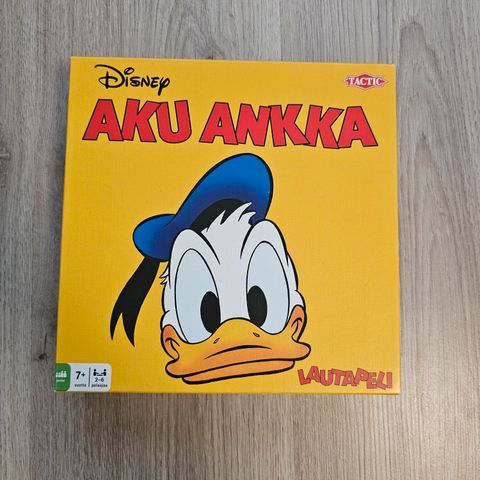 Disney
TACTIC
AKU ANKKA
LAUTAPELI
7+
vuotta
2-6
pelaajaa